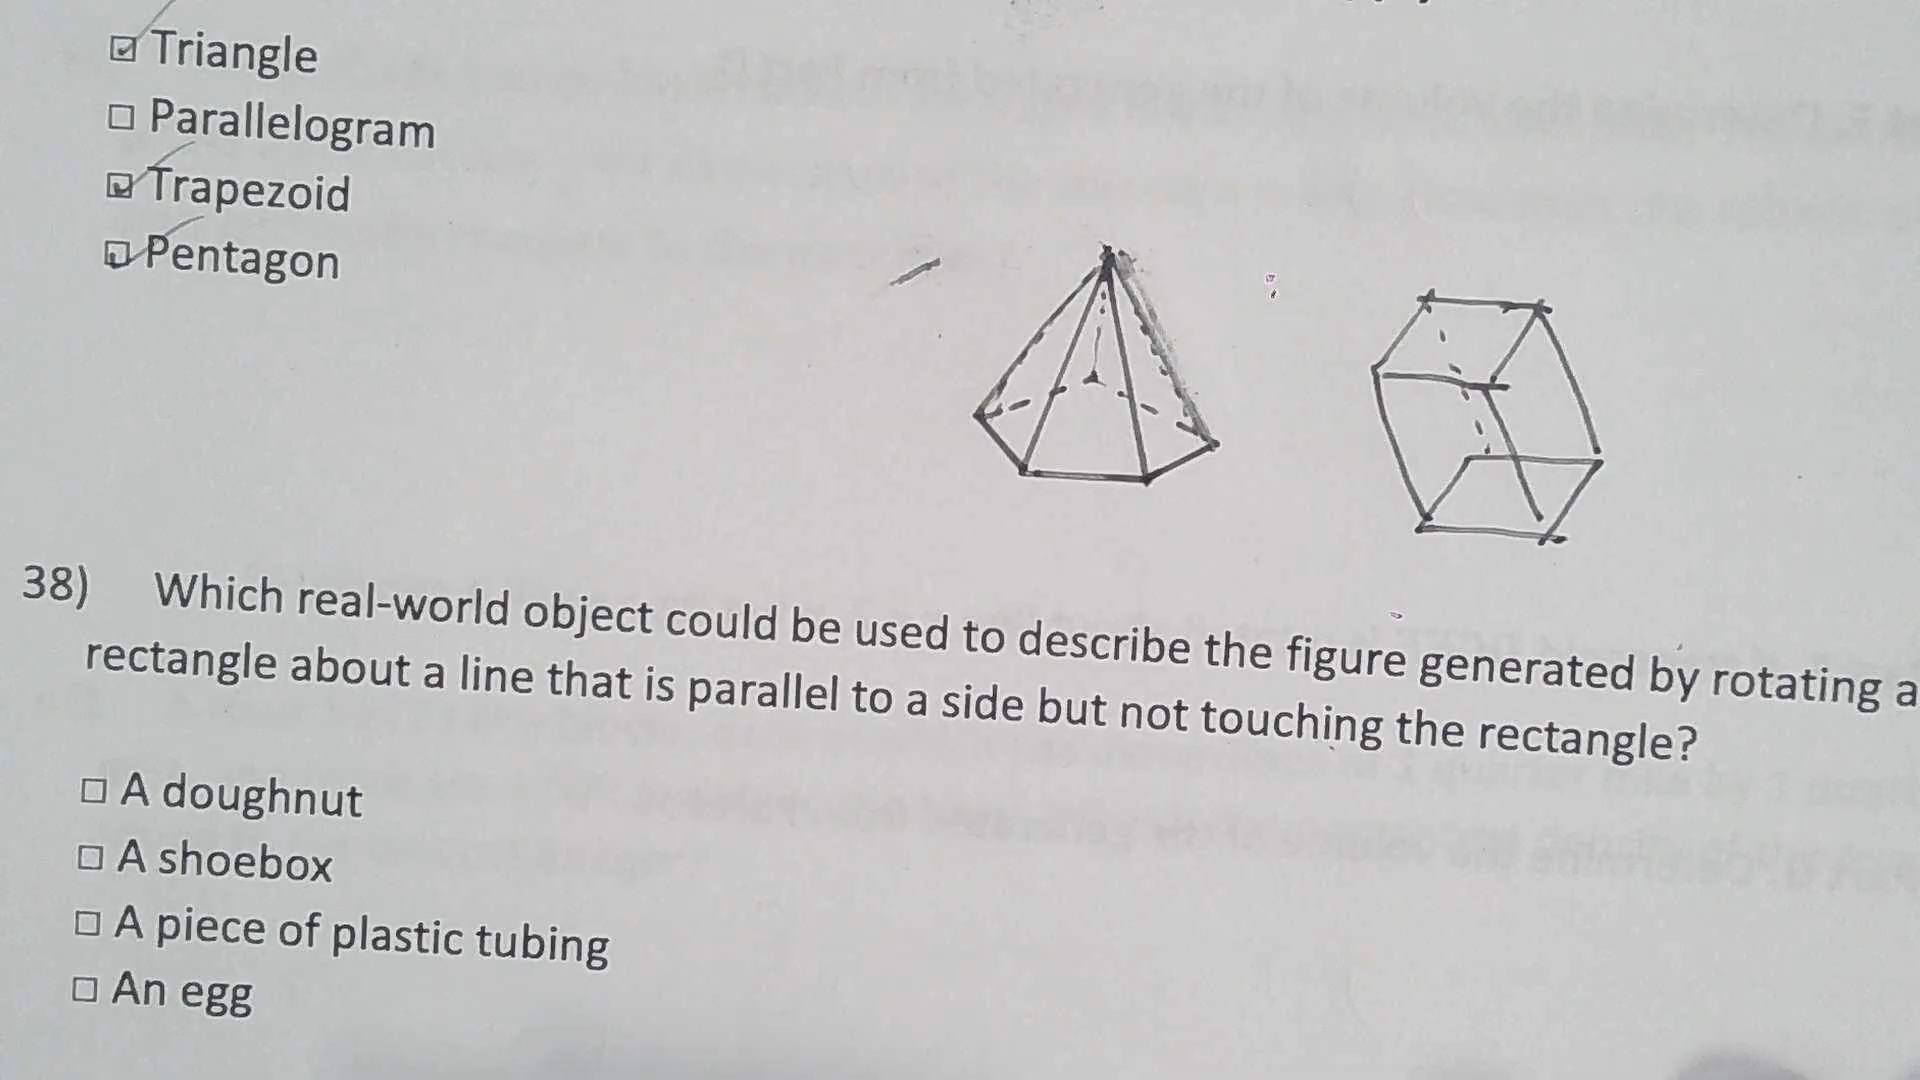 Triangle
Parallelogram
Trapezoid
Pentagon
38) Which real-world object could be used to describe the figure generated by rotating a
rectangle about a line that is parallel to a side but not touching the rectangle?
A doughnut
A shoebox
A piece of plastic tubing
An egg